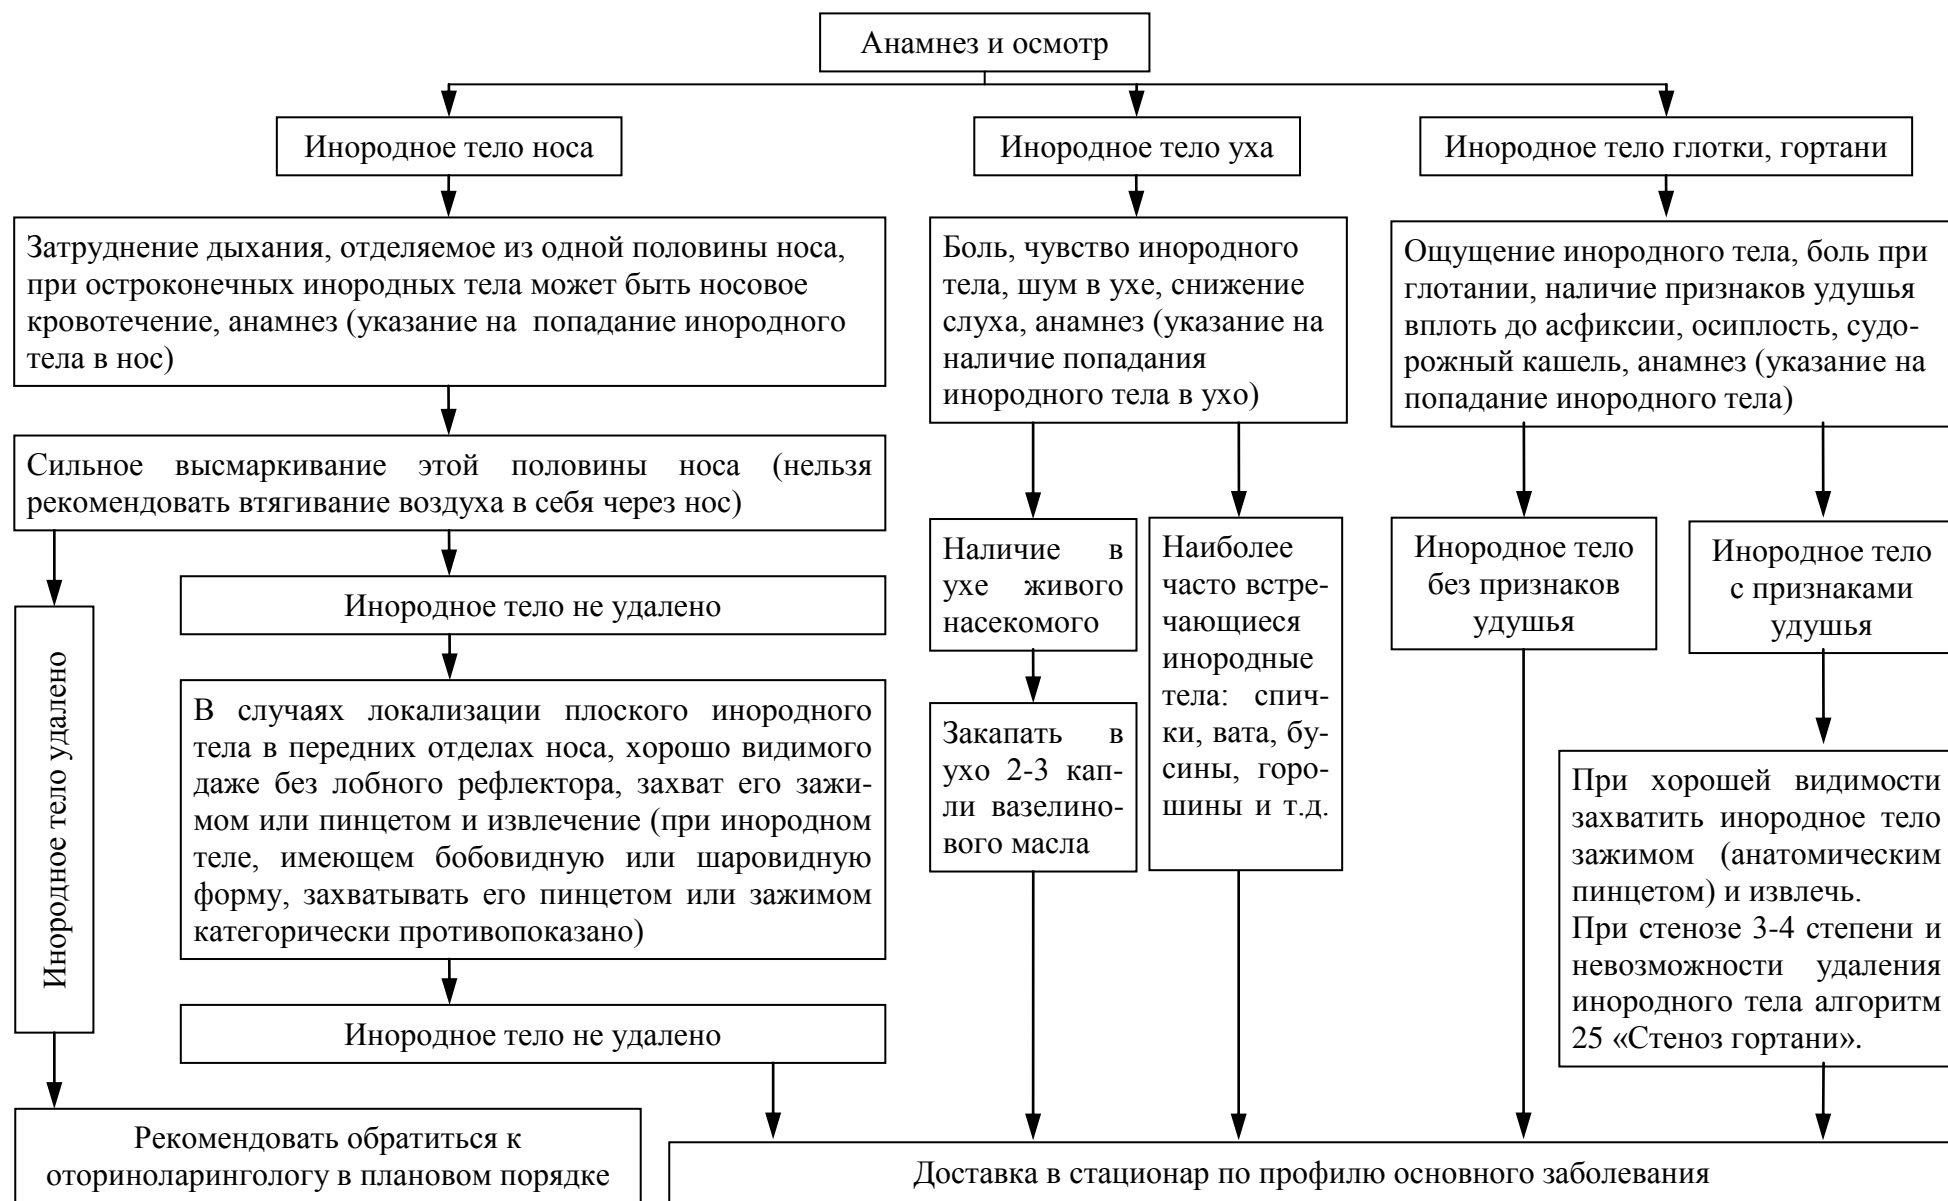 Анамнез и осмотр
Инородное тело носа
Инородное тело уха
Инородное тело глотки, гортани
Затруднение дыхания, отделяемое из одной половины носа,
при остроконечных инородных тела может быть носовое
кровотечение, анамнез (указание на попадание инородного
тела в нос)
Боль, чувство инородного
тела, шум в ухе, снижение
слуха, анамнез (указание на
наличие попадания
инородного тела в ухо)
Ощущение инородного тела, боль при
глотании, наличие признаков удушья
вплоть до асфиксии, осиплость, судо-
рожный кашель, анамнез (указание на
попадание инородного тела)
Сильное высмаркивание этой половины носа (нельзя
рекомендовать втягивание воздуха в себя через нос)
Наличие в
ухе живого
насекомого
Наиболее
часто встре-
чающиеся
инородные
тела: спич-
ки, вата, бу-
сины, горо-
шины и т.д.
Инородное тело
без признаков
удушья
Инородное тело
с признаками
удушья
Инородное тело не удалено
Инородное тело удалено
В случаях локализации плоского инородного
тела в передних отделах носа, хорошо видимого
даже без лобного рефлектора, захват его зажи-
мом или пинцетом и извлечение (при инородном
теле, имеющем бобовидную или шаровидную
форму, захватывать его пинцетом или зажимом
категорически противопоказано)
Закапать в
ухо 2-3 кап-
ли вазелино-
вого масла
При хорошей видимости
захватить инородное тело
зажимом (анатомическим
пинцетом) и извлечь.
При стенозе 3-4 степени и
невозможности удаления
инородного тела алгоритм
25 «Стеноз гортани».
Инородное тело не удалено
Рекомендовать обратиться к
оториноларингологу в плановом порядке
Доставка в стационар по профилю основного заболевания